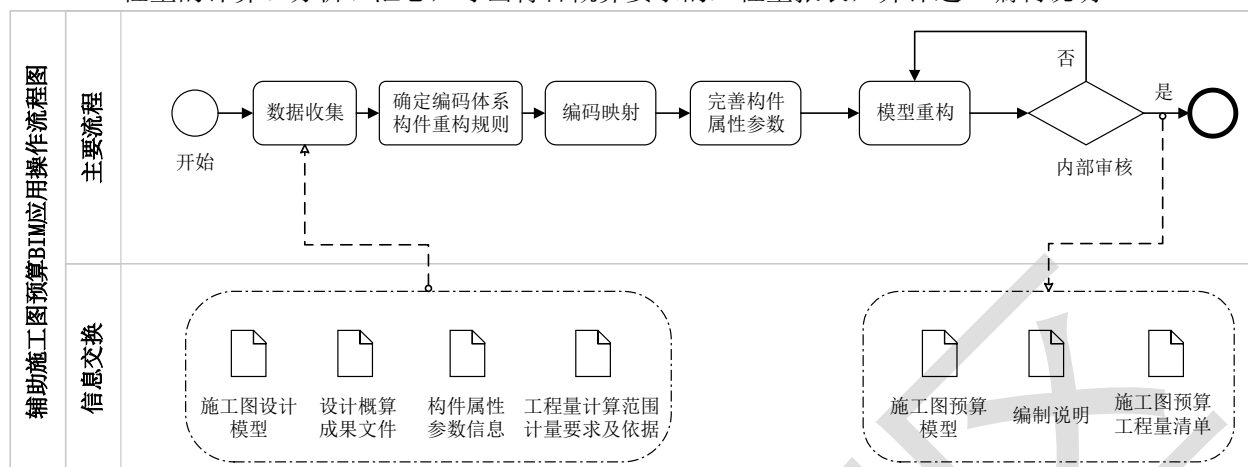 辅助施工图预算BIM应用操作流程图
主要流程
开始
数据收集
确定编码体系
构件重构规则
编码映射
完善构件
属性参数
模型重构
否
是
内部审核
信息交换
施工图设计
模型
设计概算
成果文件
构件属性
参数信息
工程量计算范围
计量要求及依据
施工图预算
模型
编制说明
施工图预算
工程量清单